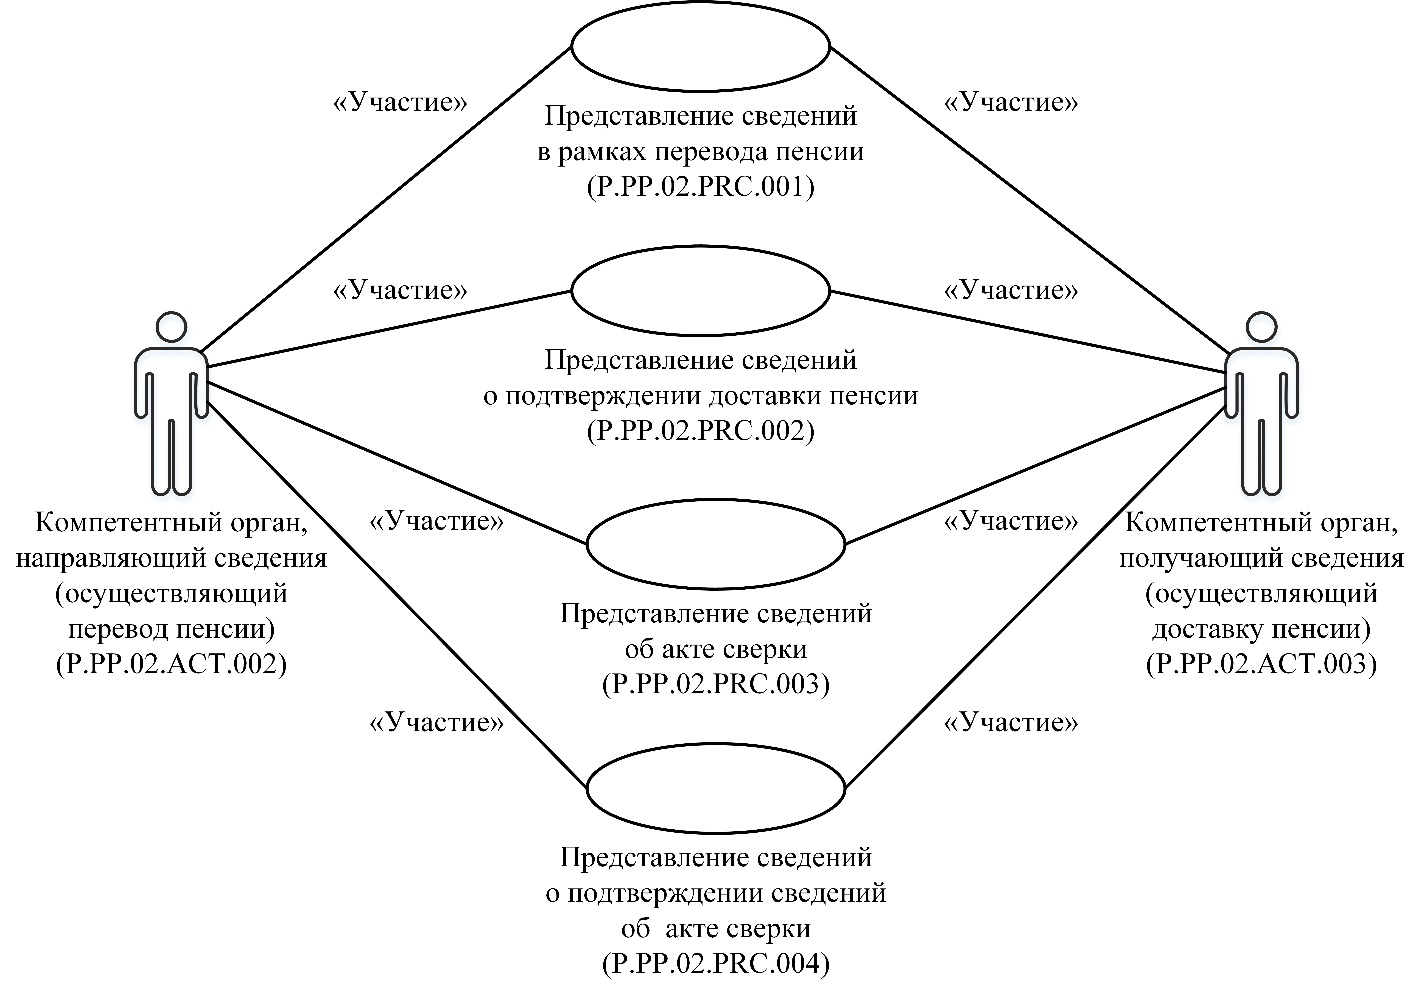 «Участие»
«Участие»
Представление сведений
в рамках перевода пенсии
(P.PP.02.PRC.001)
«Участие»
«Участие»
Представление сведений
о подтверждении доставки пенсии
(P.PP.02.PRC.002)
Компетентный орган,
направляющий сведения
(осуществляющий
перевод пенсии)
(P.PP.02.ACT.002)
«Участие»
«Участие»
Компетентный орган,
получающий сведения
(осуществляющий
доставку пенсии)
(P.PP.02.ACT.003)
Представление сведений
об акте сверки
(P.PP.02.PRC.003)
«Участие»
«Участие»
Представление сведений
о подтверждении сведений
об акте сверки
(P.PP.02.PRC.004)